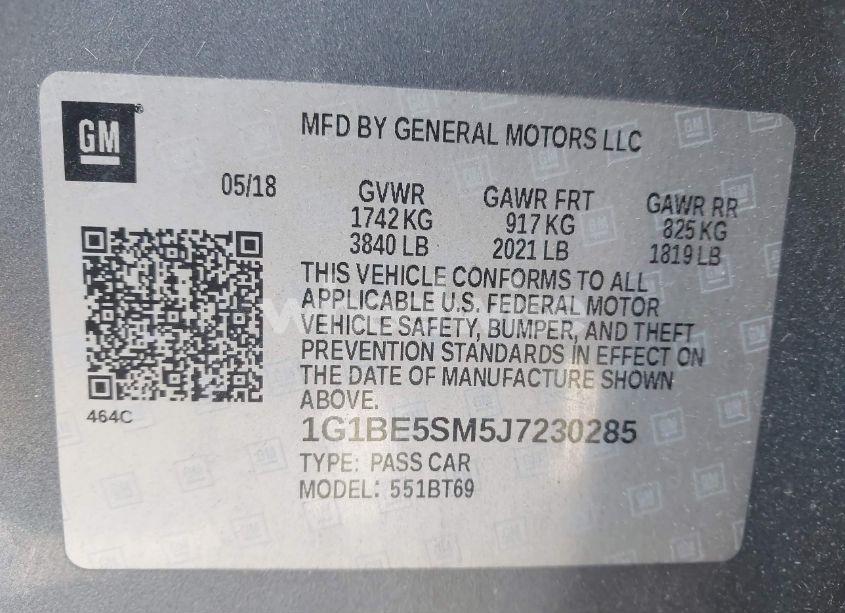 GM
MFD BY GENERAL MOTORS LLC
05/18
GVWR
1742 KG
3840 LB
GAWR FRT
917 KG
2021 LB
GAWR RR
825 KG
1819 LB
THIS VEHICLE CONFORMS TO ALL
APPLICABLE U.S. FEDERAL MOTOR
VEHICLE SAFETY, BUMPER, AND THEFT
PREVENTION STANDARDS IN EFFECT ON
THE DATE OF MANUFACTURE SHOWN
ABOVE.
464C
1G1BE5SM5J7230285
TYPE: PASS CAR
MODEL: 551BT69